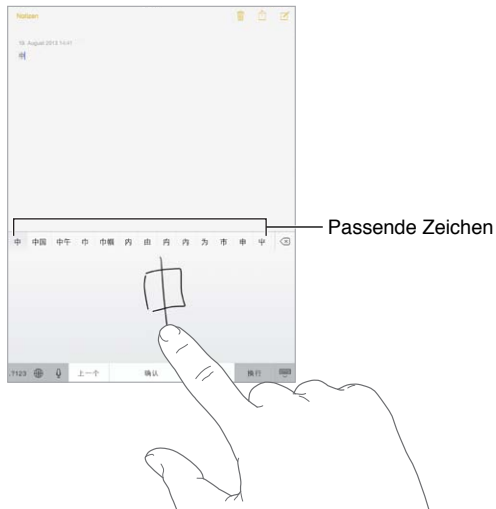 Notizen
19. August 2013 14:41
中
Passende Zeichen
中 中国 中午 巾 巾帼 内 由 冉 内 为 市 申
.?123 上一个 确认 换行